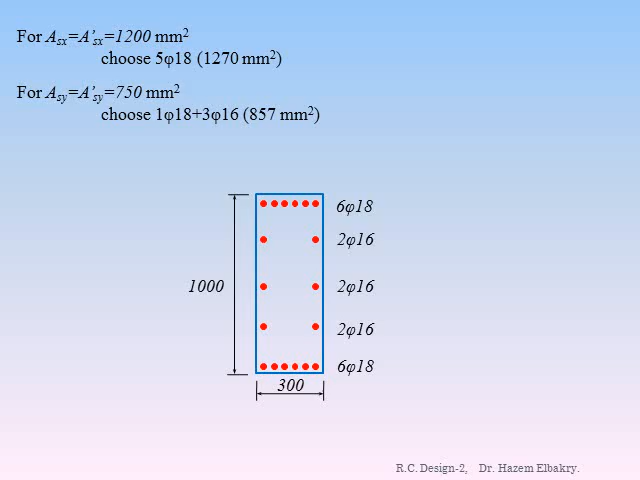 For Asx=A’sx=1200 mm²
choose 5φ18 (1270 mm²)
For Asy=A’sy=750 mm²
choose 1φ18+3φ16 (857 mm²)
6φ18
2φ16
1000
2φ16
2φ16
6φ18
300
R.C. Design-2, Dr. Hazem Elbakry.